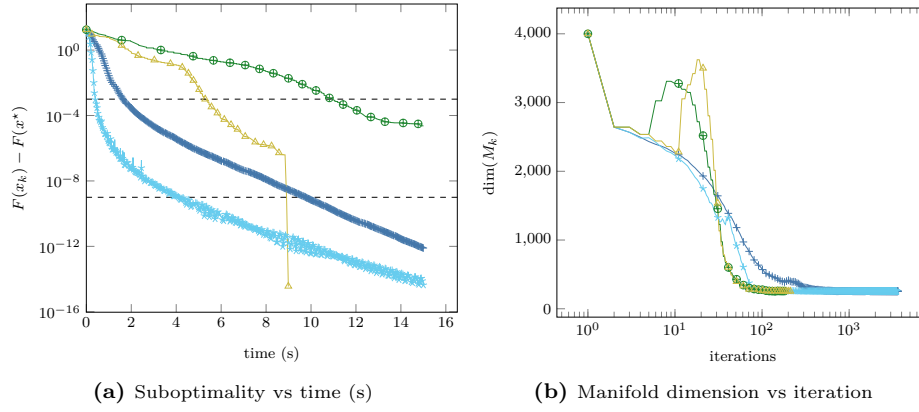 10^0
10^−4
10^−8
10^−12
10^−16
F(x_k) − F(x^⋆)
0 2 4 6 8 10 12 14 16
time (s)
(a) Suboptimality vs time (s)
4,000
3,000
2,000
1,000
0
dim(M_k)
10^0 10^1 10^2 10^3
iterations
(b) Manifold dimension vs iteration